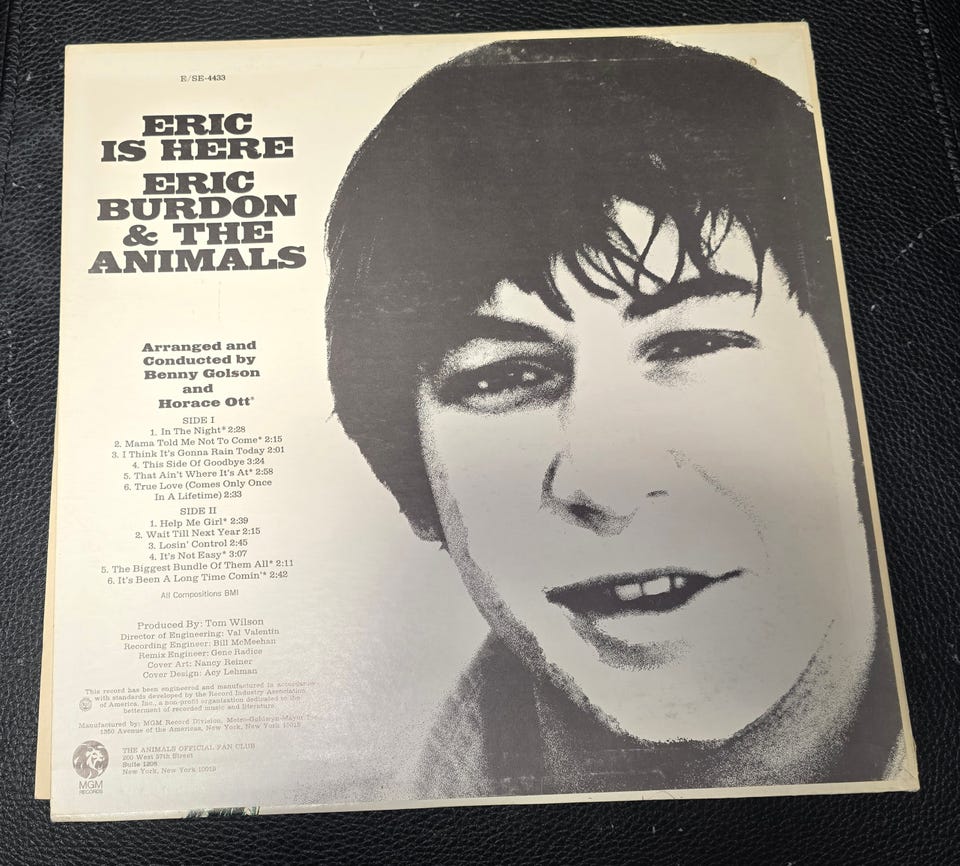 E/SE-4433
ERIC
IS HERE
ERIC
BURDON
& THE
ANIMALS
Arranged and
Conducted by
Benny Golson
and
Horace Ott*
SIDE I
1. In The Night* 2:28
2. Mama Told Me Not To Come* 2:15
3. I Think It's Gonna Rain Today 2:01
4. This Side Of Goodbye 3:24
5. That Ain't Where It's At* 2:58
6. True Love (Comes Only Once
In A Lifetime) 2:33
SIDE II
1. Help Me Girl* 2:39
2. Wait Till Next Year 2:15
3. Losin' Control 2:45
4. It's Not Easy* 3:07
5. The Biggest Bundle Of Them All* 2:11
6. It's Been A Long Time Comin'* 2:42
All Compositions BMI
Produced By: Tom Wilson
Director of Engineering: Val Valentin
Recording Engineer: Bill McMeehan
Remix Engineer: Gene Radice
Cover Art: Nancy Reiner
Cover Design: Acy Lehman
This record has been engineered and manufactured in accordance
with standards developed by the Record Industry Association
of America, Inc., a non-profit organization dedicated to the
betterment of recorded music and literature.
Manufactured by: MGM Record Division, Metro-Goldwyn-Mayer Inc.
1350 Avenue of the Americas, New York, New York 10019
THE ANIMALS OFFICIAL FAN CLUB
200 West 57th Street
Suite 1208
New York, New York 10019
MGM
RECORDS